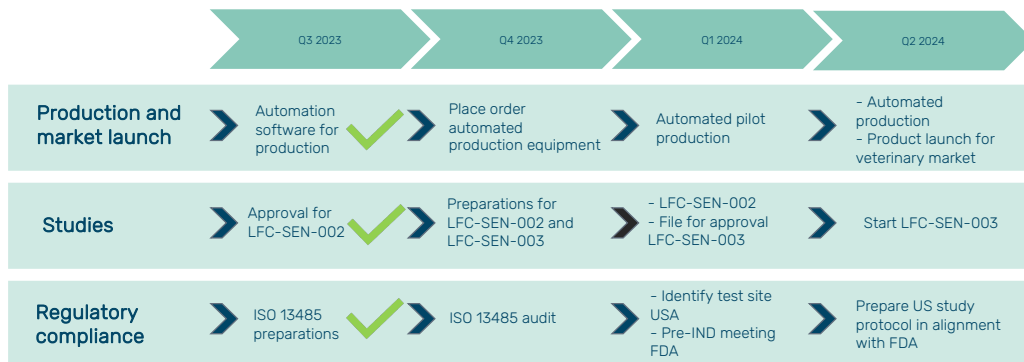 Q3 2023
Q4 2023
Q1 2024
Q2 2024
Production and
market launch
Automation
software for
production
Place order
automated
production equipment
Automated pilot
production
- Automated
production
- Product launch for
veterinary market
Studies
Approval for
LFC-SEN-002
Preparations for
LFC-SEN-002 and
LFC-SEN-003
- LFC-SEN-002
- File for approval
LFC-SEN-003
Start LFC-SEN-003
Regulatory
compliance
ISO 13485
preparations
ISO 13485 audit
- Identify test site
USA
- Pre-IND meeting
FDA
Prepare US study
protocol in alignment
with FDA